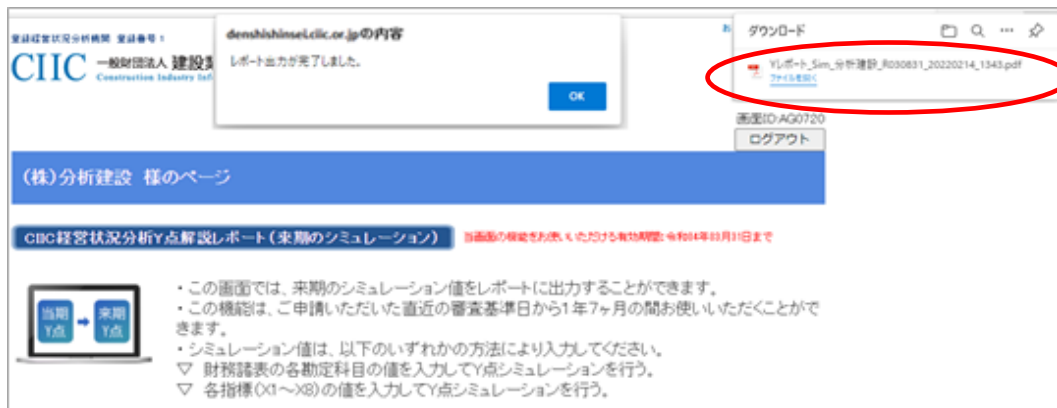 登録経営状況分析機関 登録番号1
CIIC 一般財団法人 建設業
Construction Industry Inf
denshishinsei.ciic.or.jpの内容
レポート出力が完了しました。
OK
お
ダウンロード
Yレポート_Sim_分析建設_R030831_20220214_1343.pdf
ファイルを開く
画面ID:AG0720
ログアウト
(株)分析建設 様のページ
CIIC経営状況分析Y点解説レポート(来期のシミュレーション)
当画面の機能をお使いいただける有効期間:令和04年03月31日まで
当期
Y点
来期
Y点
・この画面では、来期のシミュレーション値をレポートに出力することができます。
・この機能は、ご申請いただいた直近の審査基準日から1年7ヶ月の間お使いいただくことがで
きます。
・シミュレーション値は、以下のいずれかの方法により入力してください。
▽ 財務諸表の各勘定科目の値を入力してY点シミュレーションを行う。
▽ 各指標(X1～X8)の値を入力してY点シミュレーションを行う。